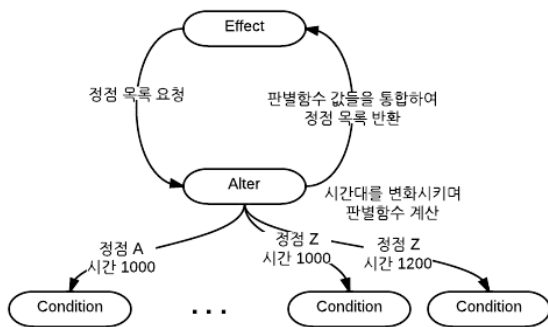 Effect
정점 목록 요청
판별함수 값들을 통합하여
정점 목록 반환
Alter
시간대를 변화시키며
판별함수 계산
정점 A
시간 1000
정점 Z
시간 1000
정점 Z
시간 1200
Condition
. . .
Condition
Condition